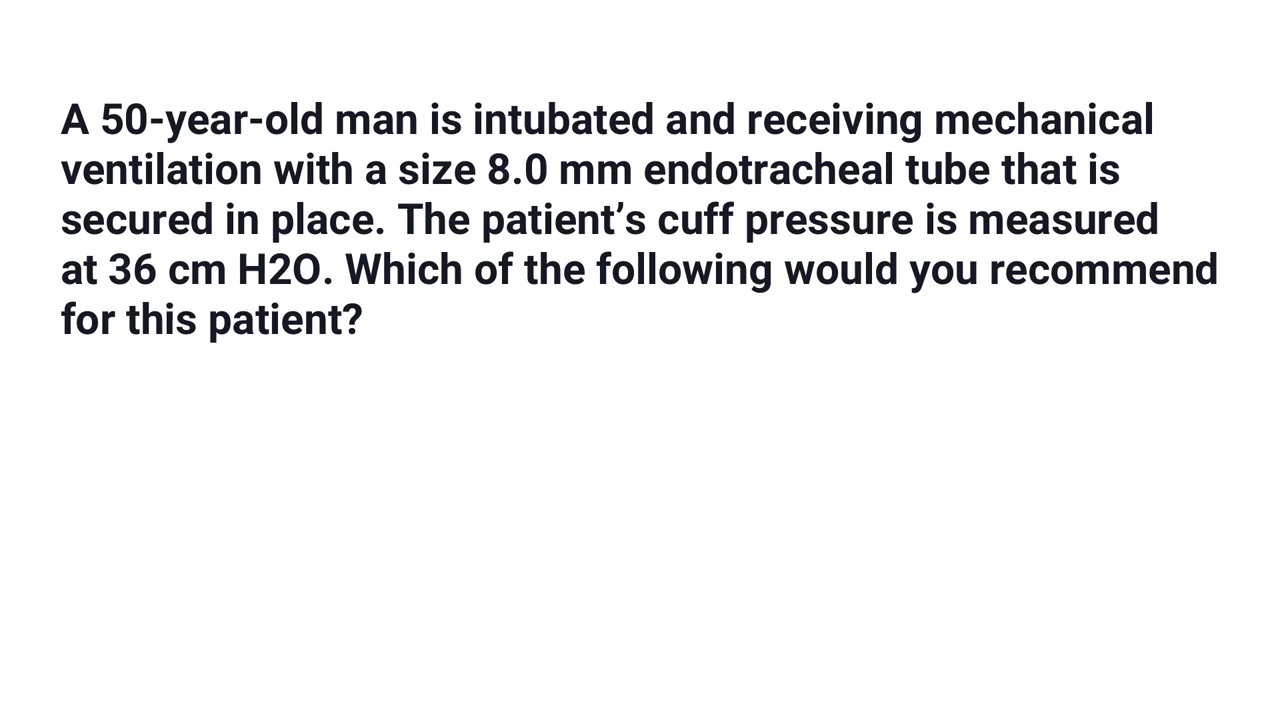 A 50-year-old man is intubated and receiving mechanical
ventilation with a size 8.0 mm endotracheal tube that is
secured in place. The patient’s cuff pressure is measured
at 36 cm H2O. Which of the following would you recommend
for this patient?